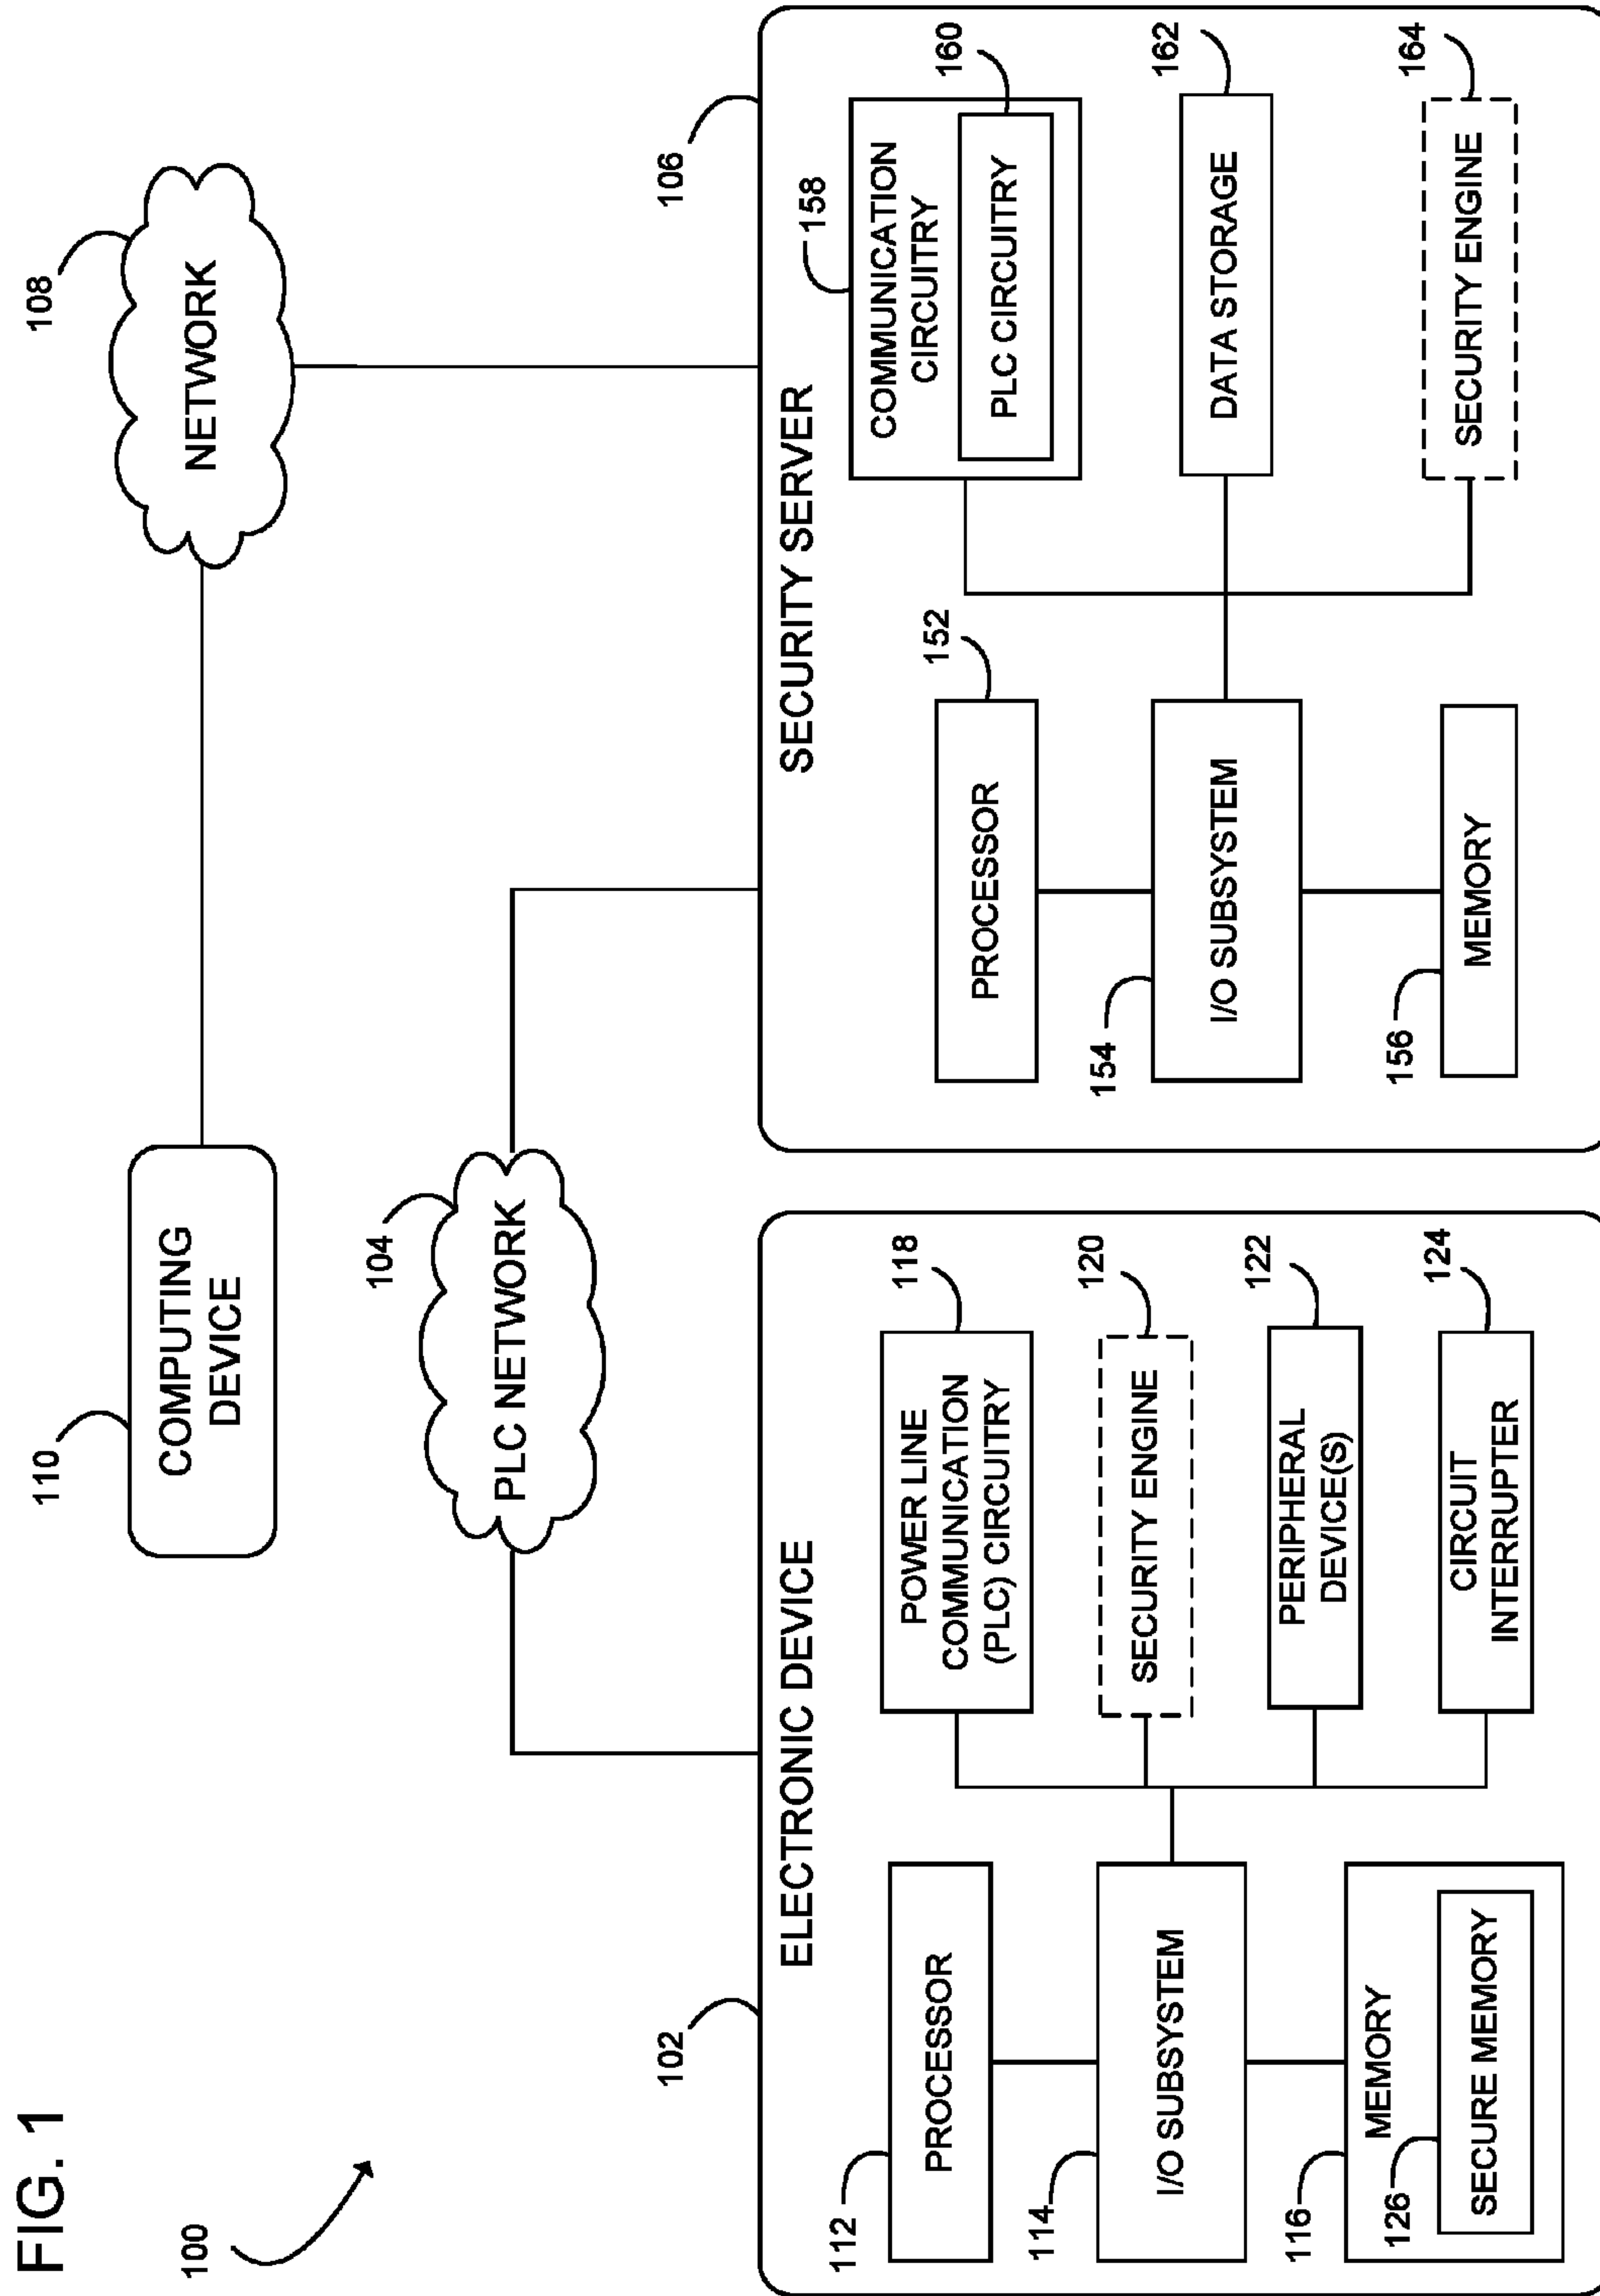 FIG. 1
100
110
COMPUTING
DEVICE
108
NETWORK
104
PLC NETWORK
102
ELECTRONIC DEVICE
112
PROCESSOR
114
I/O SUBSYSTEM
116
MEMORY
126
SECURE MEMORY
POWER LINE
COMMUNICATION
(PLC) CIRCUITRY
118
SECURITY ENGINE
120
PERIPHERAL
DEVICE(S)
122
CIRCUIT
INTERRUPTER
124
106
SECURITY SERVER
PROCESSOR
152
154
I/O SUBSYSTEM
156
MEMORY
158
COMMUNICATION
CIRCUITRY
PLC CIRCUITRY
160
DATA STORAGE
162
SECURITY ENGINE
164